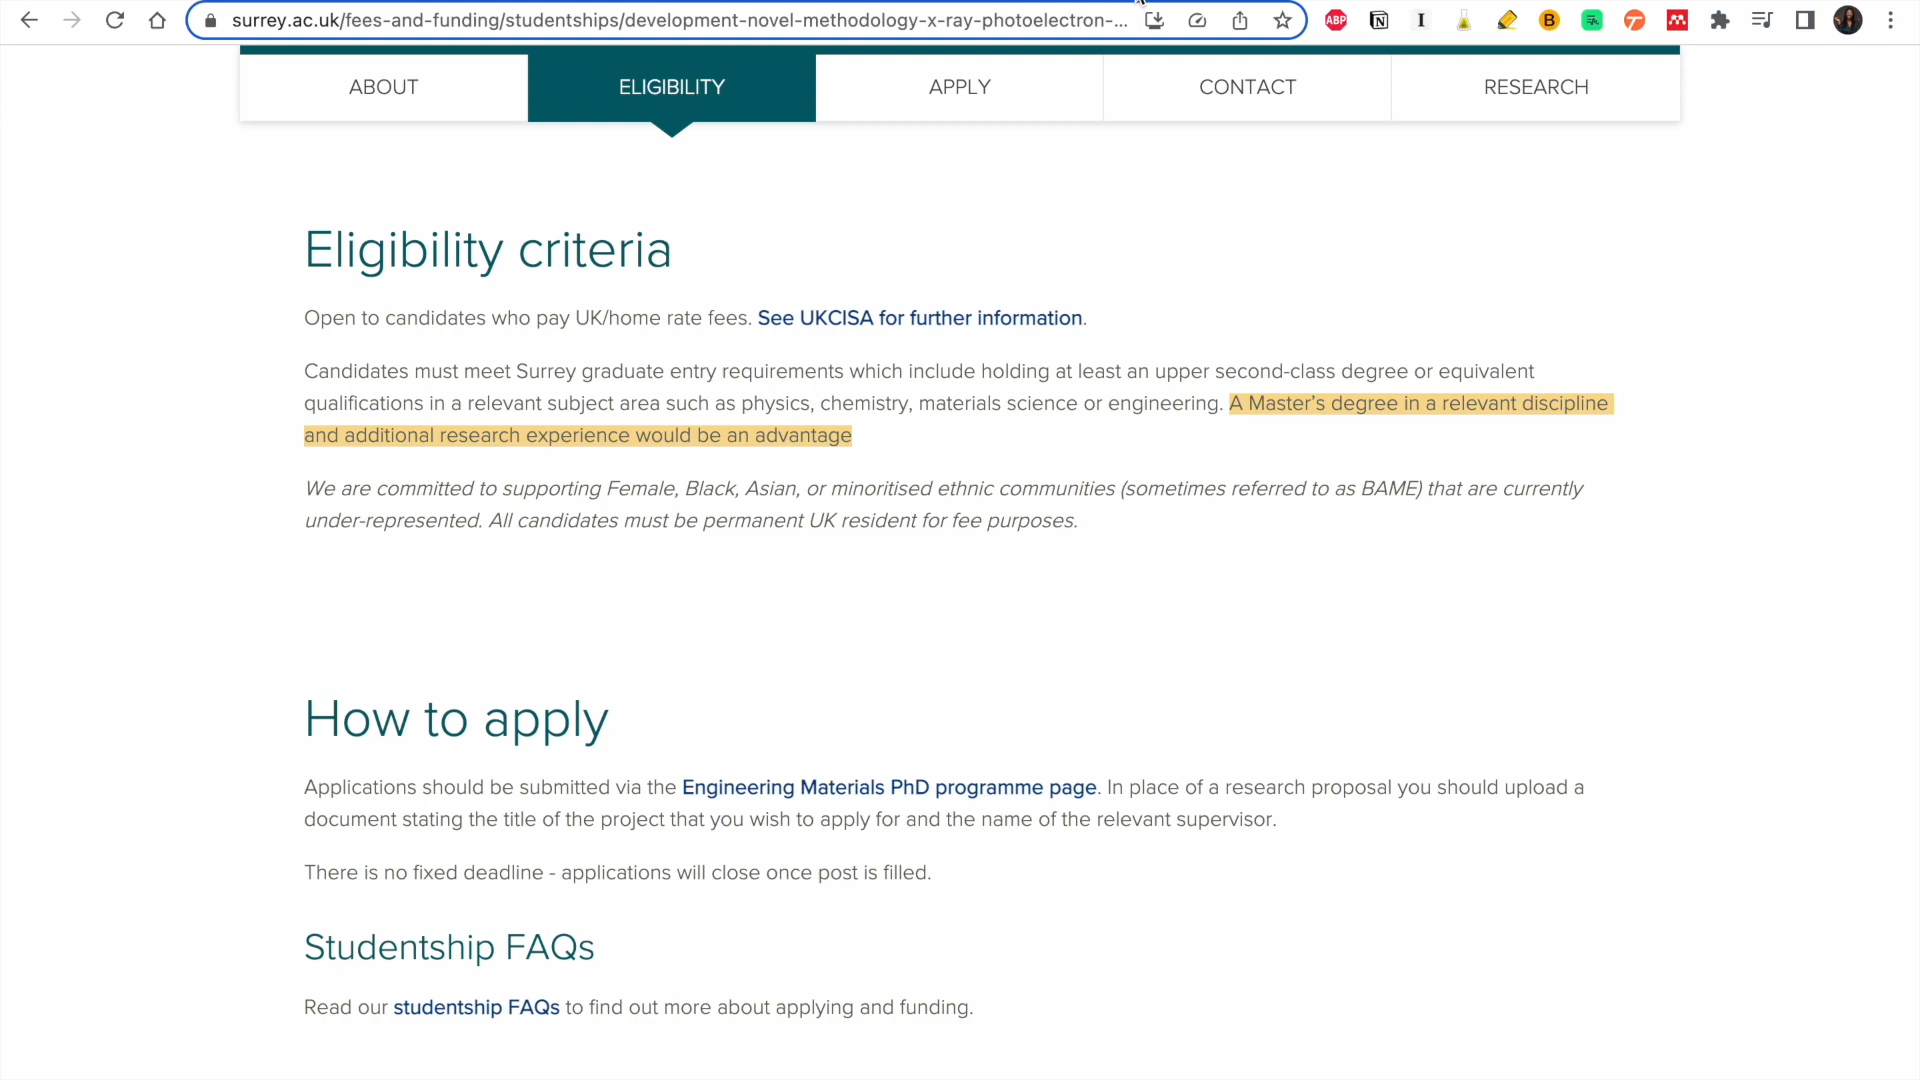 surrey.ac.uk/fees-and-funding/studentships/development-novel-methodology-x-ray-photoelectron-...
ABP
N
I
B
ABOUT
ELIGIBILITY
APPLY
CONTACT
RESEARCH
Eligibility criteria
Open to candidates who pay UK/home rate fees. See UKCISA for further information.
Candidates must meet Surrey graduate entry requirements which include holding at least an upper second-class degree or equivalent
qualifications in a relevant subject area such as physics, chemistry, materials science or engineering. A Master’s degree in a relevant discipline
and additional research experience would be an advantage
We are committed to supporting Female, Black, Asian, or minoritised ethnic communities (sometimes referred to as BAME) that are currently
under-represented. All candidates must be permanent UK resident for fee purposes.
How to apply
Applications should be submitted via the Engineering Materials PhD programme page. In place of a research proposal you should upload a
document stating the title of the project that you wish to apply for and the name of the relevant supervisor.
There is no fixed deadline - applications will close once post is filled.
Studentship FAQs
Read our studentship FAQs to find out more about applying and funding.